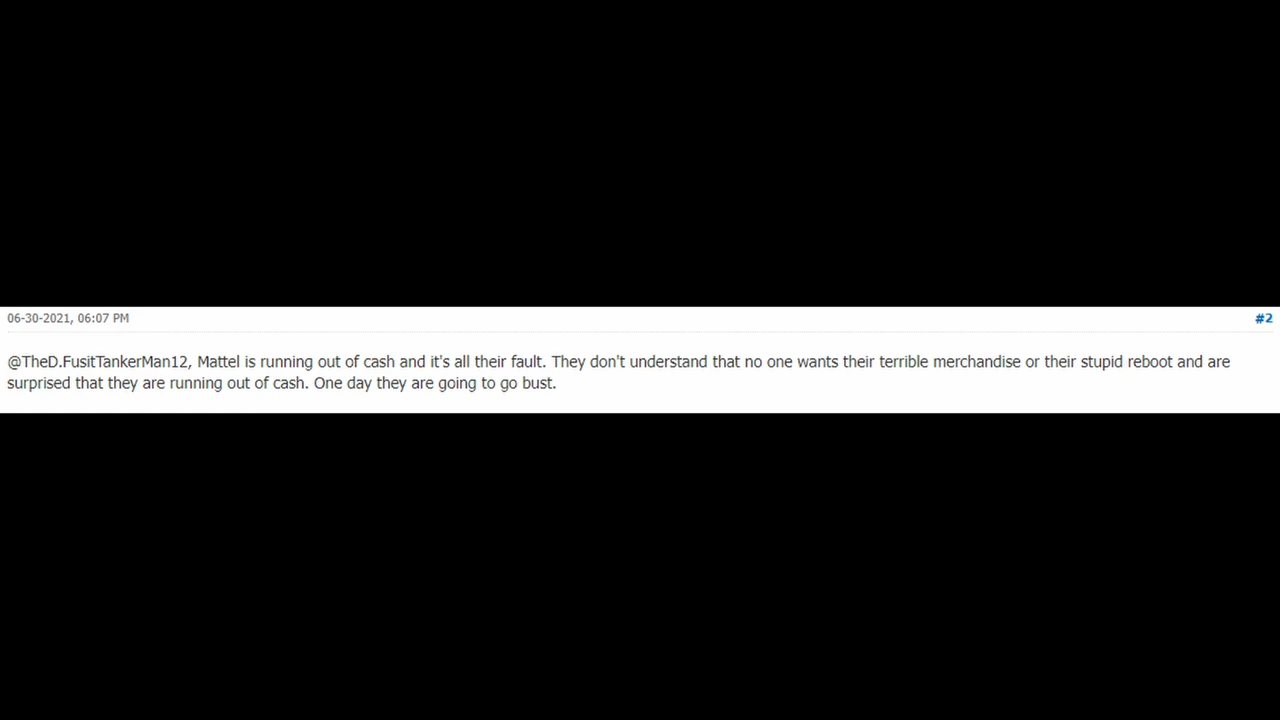 06-30-2021, 06:07 PM
#2
@TheD.FusitTankerMan12, Mattel is running out of cash and it's all their fault. They don't understand that no one wants their terrible merchandise or their stupid reboot and are
surprised that they are running out of cash. One day they are going to go bust.